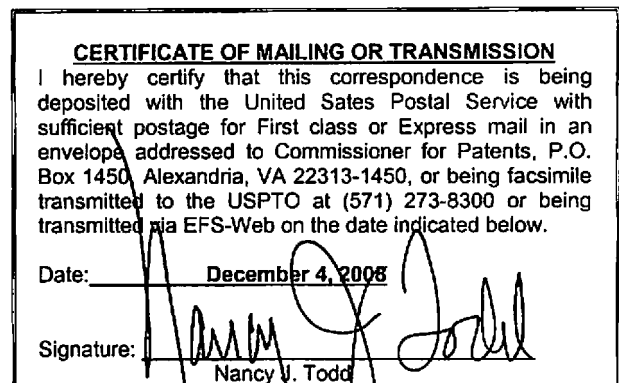 CERTIFICATE OF MAILING OR TRANSMISSION
I hereby certify that this correspondence is being
deposited with the United Sates Postal Service with
sufficient postage for First class or Express mail in an
envelope addressed to Commissioner for Patents, P.O.
Box 1450, Alexandria, VA 22313-1450, or being facsimile
transmitted to the USPTO at (571) 273-8300 or being
transmitted via EFS-Web on the date indicated below.
Date: December 4, 2008
Signature: Nancy J Todd
Nancy J. Todd